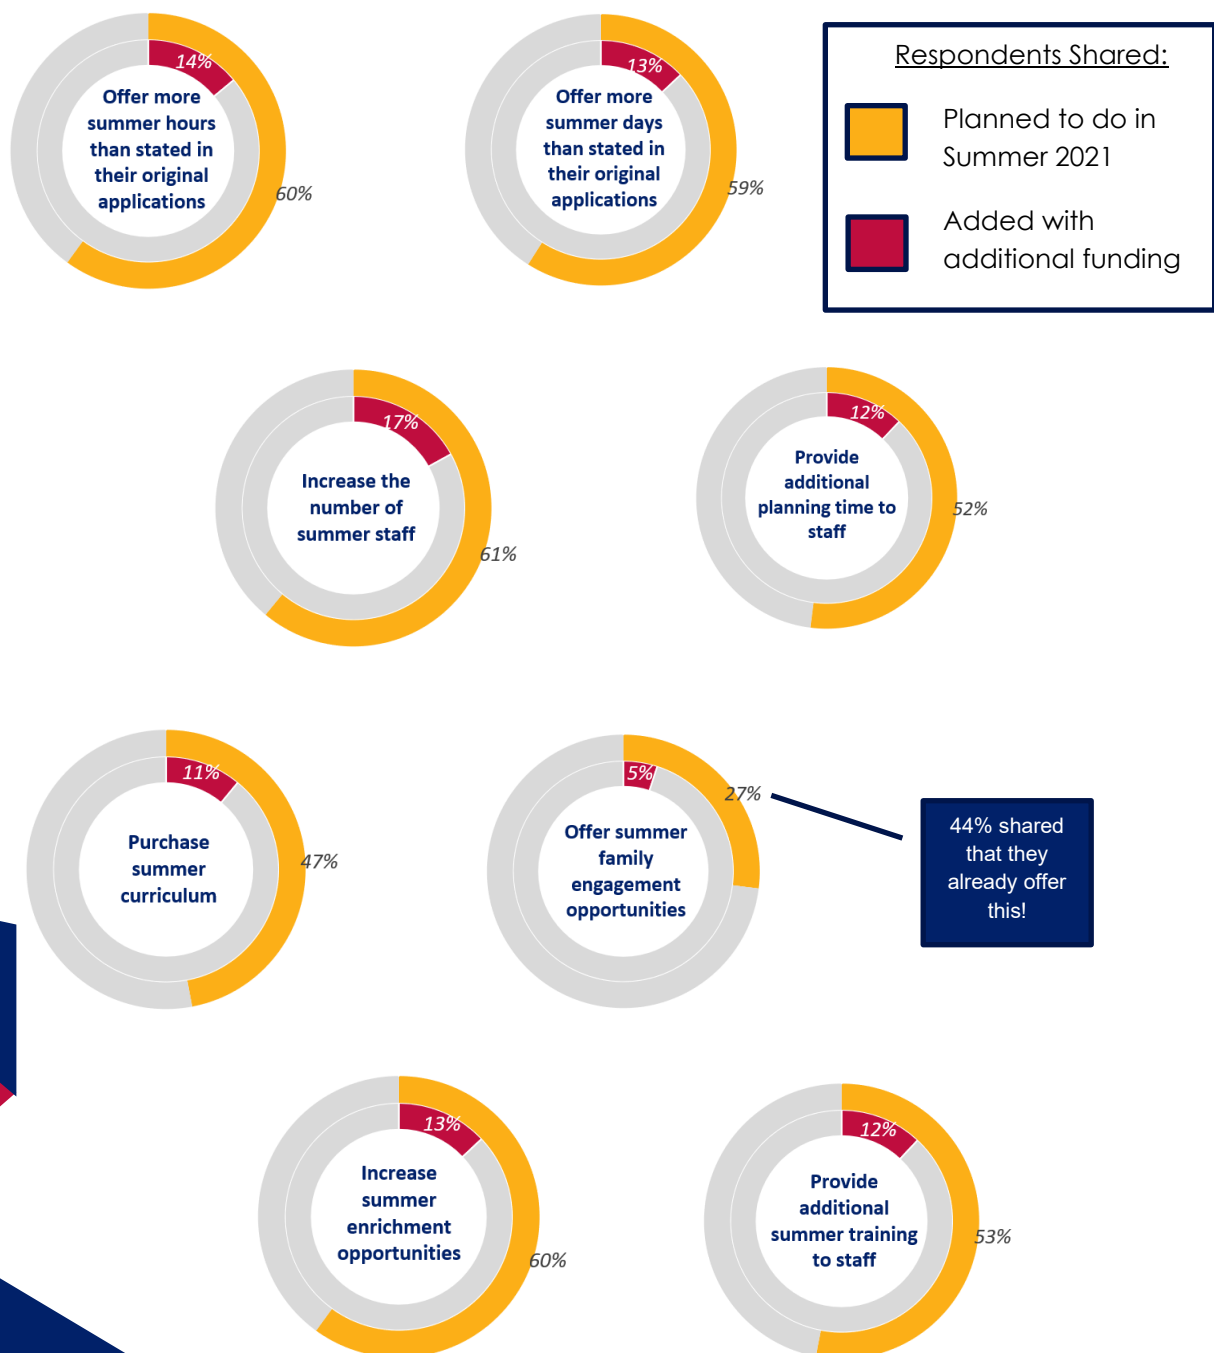 14%
Offer more
summer hours
than stated in
their original
applications
60%
13%
Offer more
summer days
than stated in
their original
applications
59%
Respondents Shared:
Planned to do in
Summer 2021
Added with
additional funding
17%
Increase the
number of
summer staff
61%
12%
Provide
additional
planning time to
staff
52%
11%
Purchase
summer
curriculum
47%
5%
27%
Offer summer
family
engagement
opportunities
44% shared
that they
already offer
this!
13%
Increase
summer
enrichment
opportunities
60%
12%
Provide
additional
summer training
to staff
53%